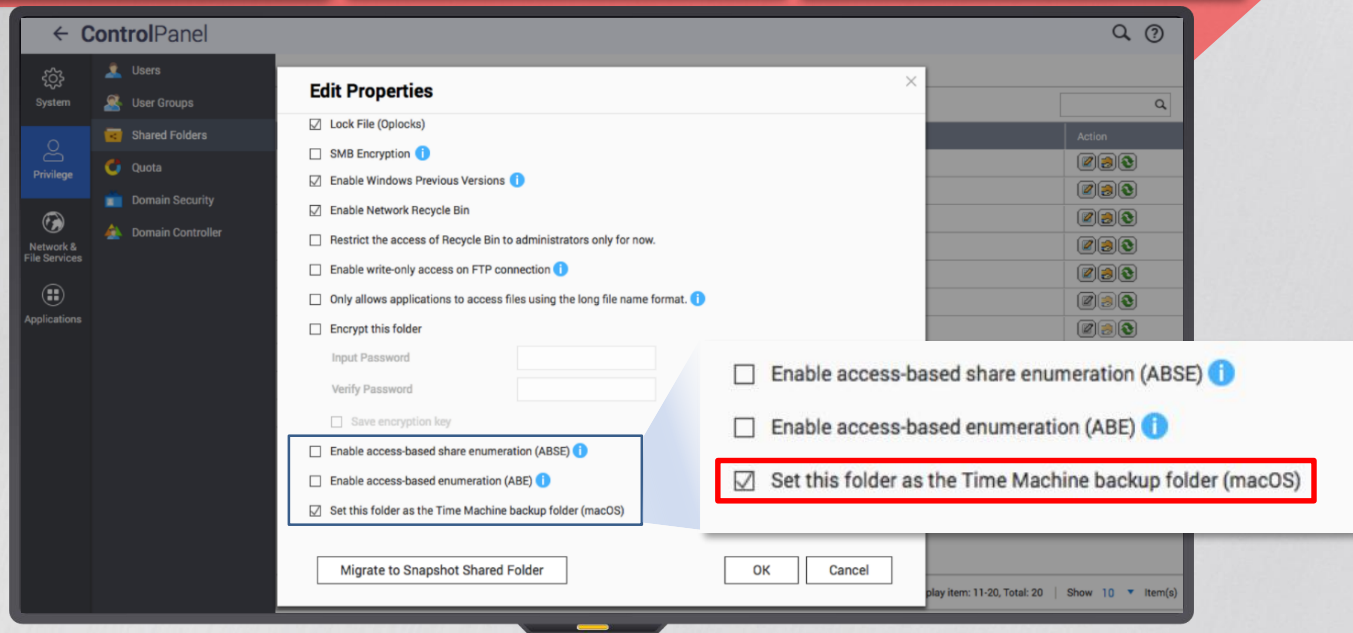 ControlPanel
System
Privilege
Network &
File Services
Applications
Users
User Groups
Shared Folders
Quota
Domain Security
Domain Controller
Edit Properties
Lock File (Oplocks)
SMB Encryption
Enable Windows Previous Versions
Enable Network Recycle Bin
Restrict the access of Recycle Bin to administrators only for now.
Enable write-only access on FTP connection
Only allows applications to access files using the long file name format.
Encrypt this folder
Input Password
Verify Password
Save encryption key
Enable access-based share enumeration (ABSE)
Enable access-based enumeration (ABE)
Set this folder as the Time Machine backup folder (macOS)
Migrate to Snapshot Shared Folder
OK
Cancel
Action
Enable access-based share enumeration (ABSE)
Enable access-based enumeration (ABE)
Set this folder as the Time Machine backup folder (macOS)
play item: 11-20, Total: 20 | Show 10 Item(s)